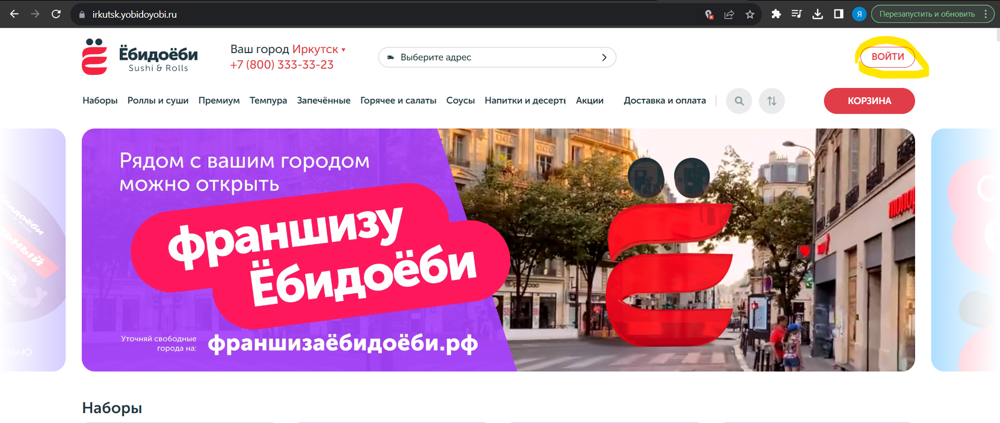 irkutsk.yobidoyobi.ru
Я
Перезапустить и обновить
Ёбидоёби
Sushi & Rolls
Ваш город Иркутск
+7 (800) 333-33-23
Выберите адрес
ВОЙТИ
Наборы Роллы и суши Премиум Темпура Запечённые Горячее и салаты Соусы Напитки и десерты Акции Доставка и оплата
КОРЗИНА
Рядом с вашим городом
можно открыть
франшизу
Ёбидоёби
Уточняй свободные
города на:
франшизаёбидоёби.рф
Наборы